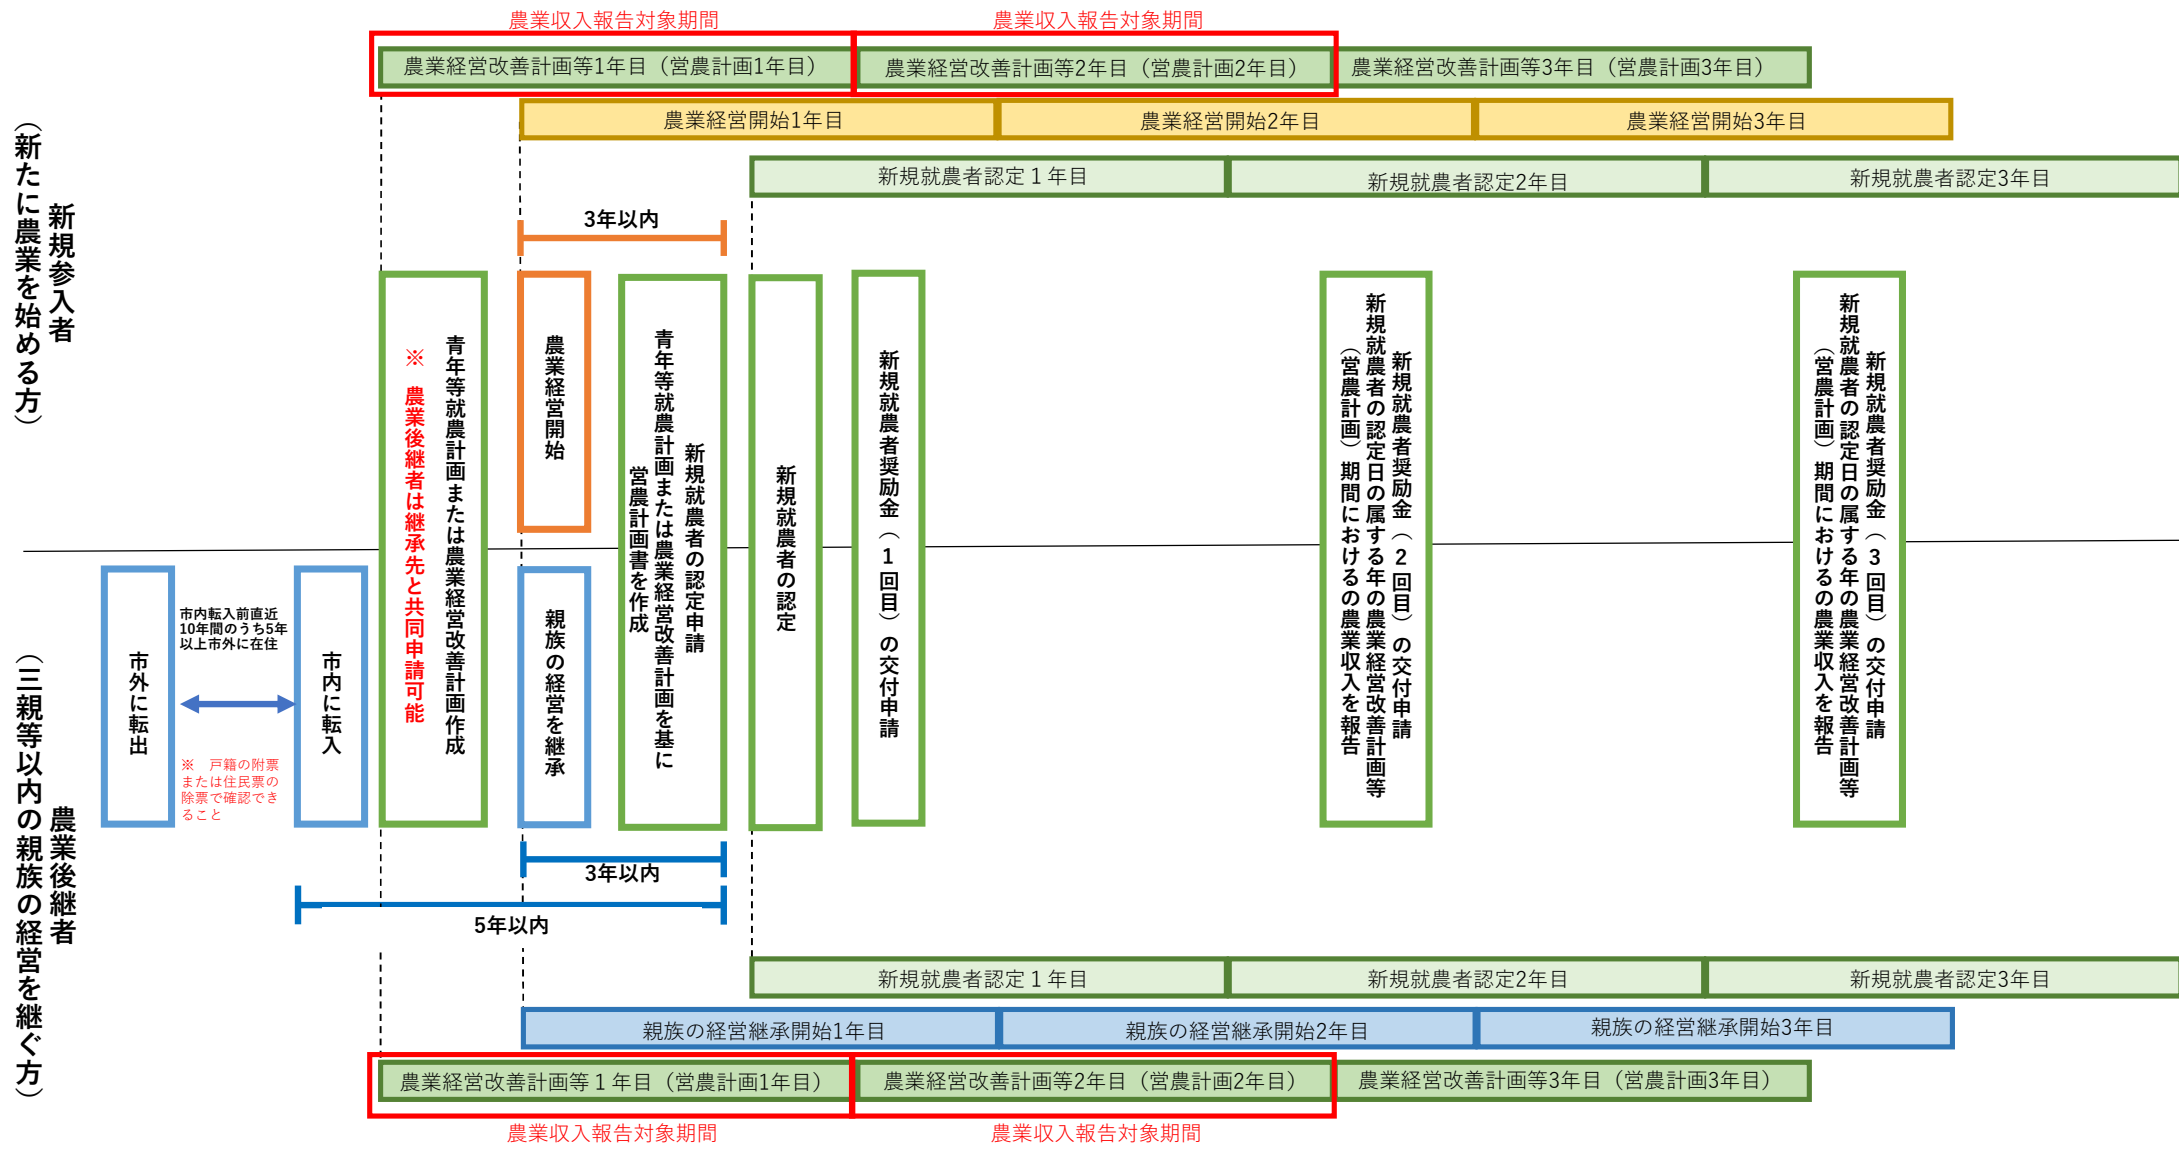 農業収入報告対象期間
農業収入報告対象期間
農業経営改善計画等1年目（営農計画1年目）
農業経営改善計画等2年目（営農計画2年目）
農業経営改善計画等3年目（営農計画3年目）
農業経営開始1年目
農業経営開始2年目
農業経営開始3年目
新規就農者認定１年目
新規就農者認定2年目
新規就農者認定3年目
新規参入者
（新たに農業を始める方）
3年以内
青年等就農計画または農業経営改善計画作成
※　農業後継者は継承先と共同申請可能
農業経営開始
新規就農者の認定申請
青年等就農計画または農業経営改善計画を基に
営農計画書を作成
新規就農者の認定
新規就農者奨励金（1回目）の交付申請
新規就農者奨励金（2回目）の交付申請
新規就農者の認定日の属する年の農業経営改善計画等
（営農計画）期間におけるの農業収入を報告
新規就農者奨励金（3回目）の交付申請
新規就農者の認定日の属する年の農業経営改善計画等
（営農計画）期間におけるの農業収入を報告
農業後継者
（三親等以内の親族の経営を継ぐ方）
市外に転出
市内転入前直近
10年間のうち5年
以上市外に在住
※　戸籍の附票
または住民票の
除票で確認でき
ること
市内に転入
親族の経営を継承
3年以内
5年以内
新規就農者認定１年目
新規就農者認定2年目
新規就農者認定3年目
親族の経営継承開始1年目
親族の経営継承開始2年目
親族の経営継承開始3年目
農業経営改善計画等１年目（営農計画1年目）
農業経営改善計画等2年目（営農計画2年目）
農業経営改善計画等3年目（営農計画3年目）
農業収入報告対象期間
農業収入報告対象期間